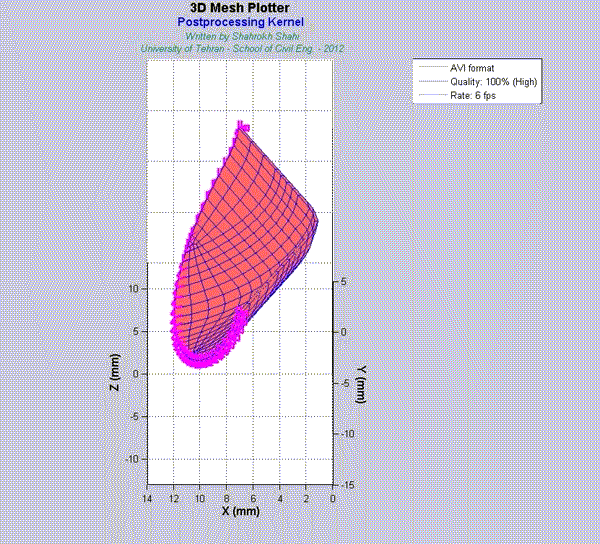 3D Mesh Plotter
Postprocessing Kernel
Written by Shahrokh Shahi
University of Tehran - School of Civil Eng. - 2012
AVI format
Quality: 100% (High)
Rate: 6 fps
10
5
0
-5
-10
Z (mm)
5
0
-5
-10
-15
Y (mm)
14 12 10 8 6 4 2 0
X (mm)